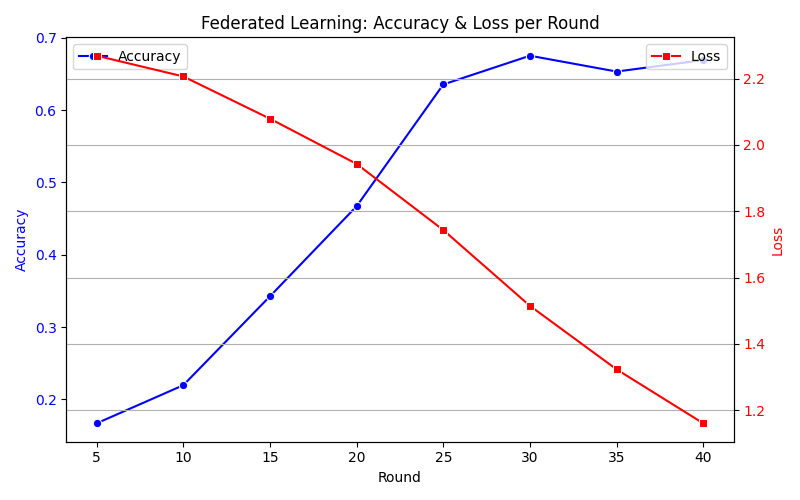 Federated Learning: Accuracy & Loss per Round
Accuracy
Loss
0.7
0.6
0.5
0.4
0.3
0.2
Accuracy
2.2
2.0
1.8
1.6
1.4
1.2
Loss
5 10 15 20 25 30 35 40
Round